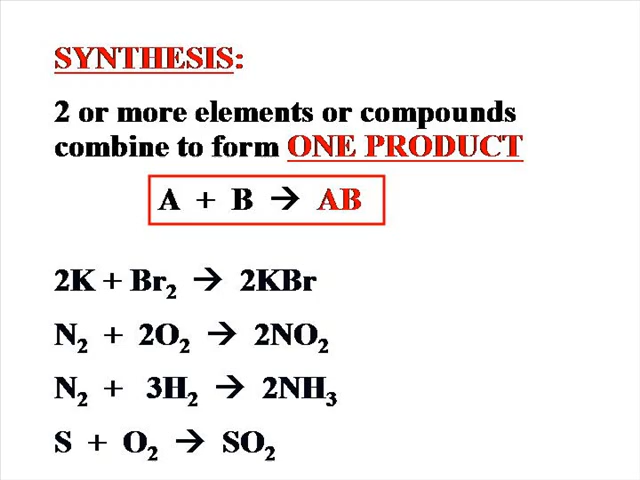 SYNTHESIS:
2 or more elements or compounds
combine to form ONE PRODUCT
A + B → AB
2K + Br₂ → 2KBr
N₂ + 2O₂ → 2NO₂
N₂ + 3H₂ → 2NH₃
S + O₂ → SO₂